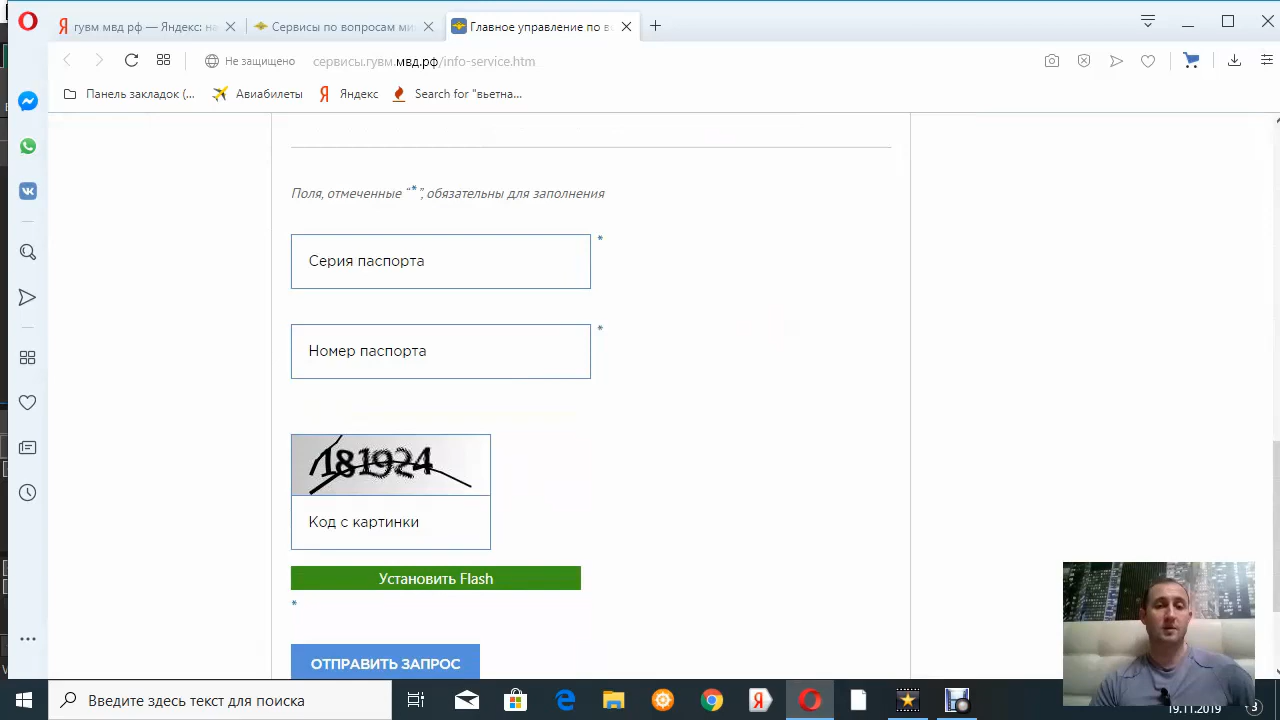 гувм мвд рф — Яндекс: на
Сервисы по вопросам ми
Главное управление по в
Не защищено
сервисы.гувм.мвд.рф/info-service.htm
Панель закладок (...
Авиабилеты
Яндекс
Search for "вьетна...
Поля, отмеченные “*”, обязательны для заполнения
Серия паспорта
*
Номер паспорта
*
181924
Код с картинки
Установить Flash
*
ОТПРАВИТЬ ЗАПРОС
Введите здесь текст для поиска
19.11.2019